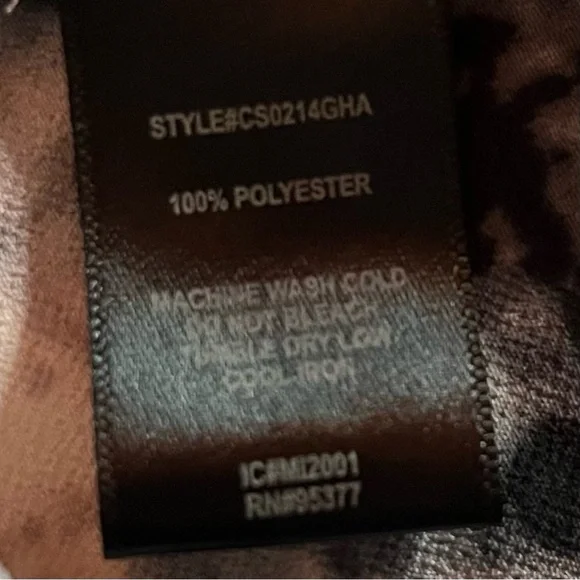 STYLE#CS0214GHA
100% POLYESTER
MACHINE WASH COLD
DO NOT BLEACH
TUMBLE DRY LOW
COOL IRON
IC#MI2001
RN#95377